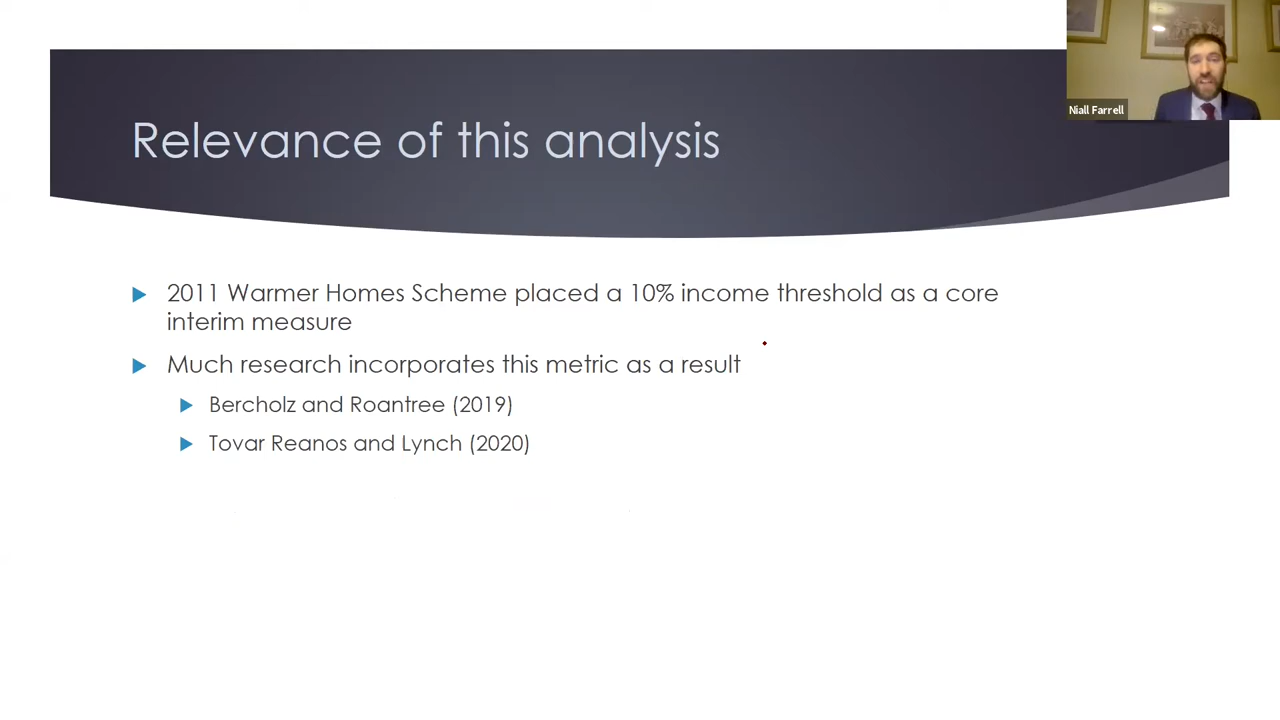 Niall Farrell
Relevance of this analysis
2011 Warmer Homes Scheme placed a 10% income threshold as a core
interim measure
Much research incorporates this metric as a result
Bercholz and Roantree (2019)
Tovar Reanos and Lynch (2020)